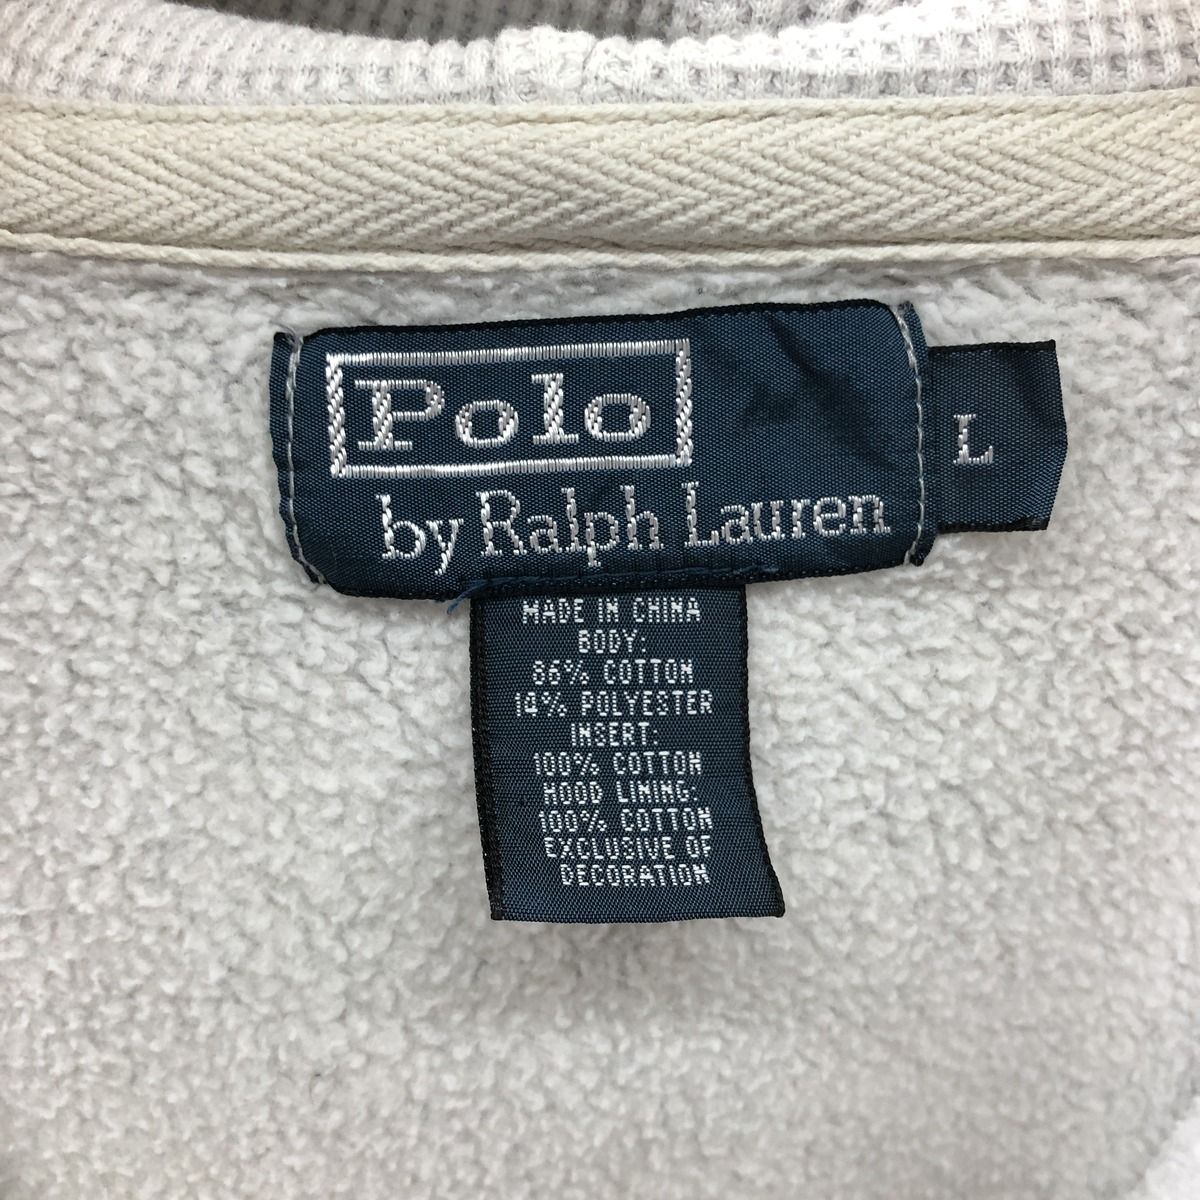 Polo
by Ralph Lauren
L
MADE IN CHINA
BODY:
86% COTTON
14% POLYESTER
INSERT:
100% COTTON
HOOD LINING:
100% COTTON
EXCLUSIVE OF
DECORATION